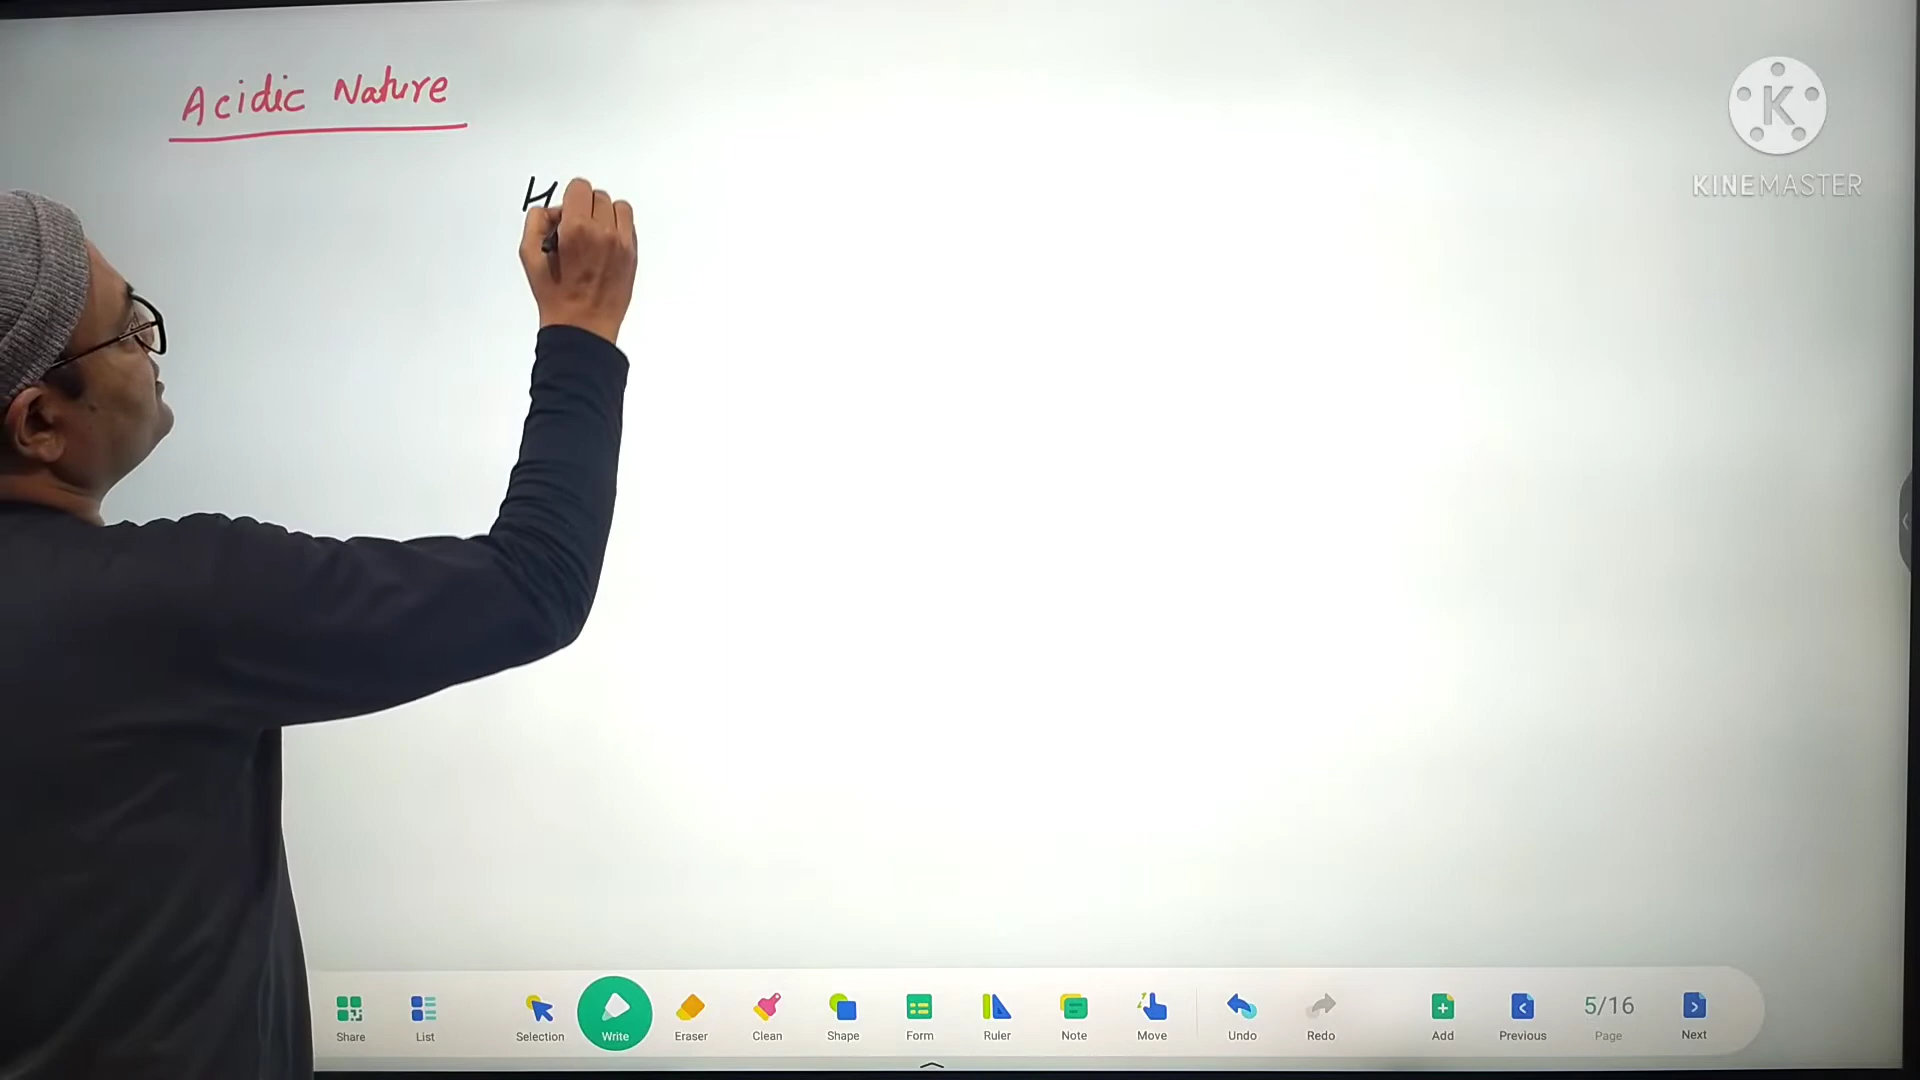 Acidic Nature
H
KINEMASTER
Share List Selection Write Eraser Clean Shape Form Ruler Note Move Undo Redo Add Previous 5/16 Page Next